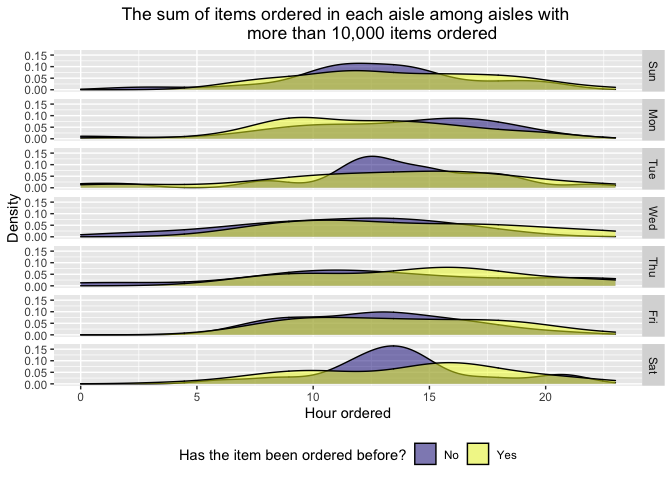 The sum of items ordered in each aisle among aisles with
more than 10,000 items ordered
Density
0.15
0.10
0.05
0.00
Sun
0.15
0.10
0.05
0.00
Mon
0.15
0.10
0.05
0.00
Tue
0.15
0.10
0.05
0.00
Wed
0.15
0.10
0.05
0.00
Thu
0.15
0.10
0.05
0.00
Fri
0.15
0.10
0.05
0.00
Sat
0 5 10 15 20
Hour ordered
Has the item been ordered before? No Yes